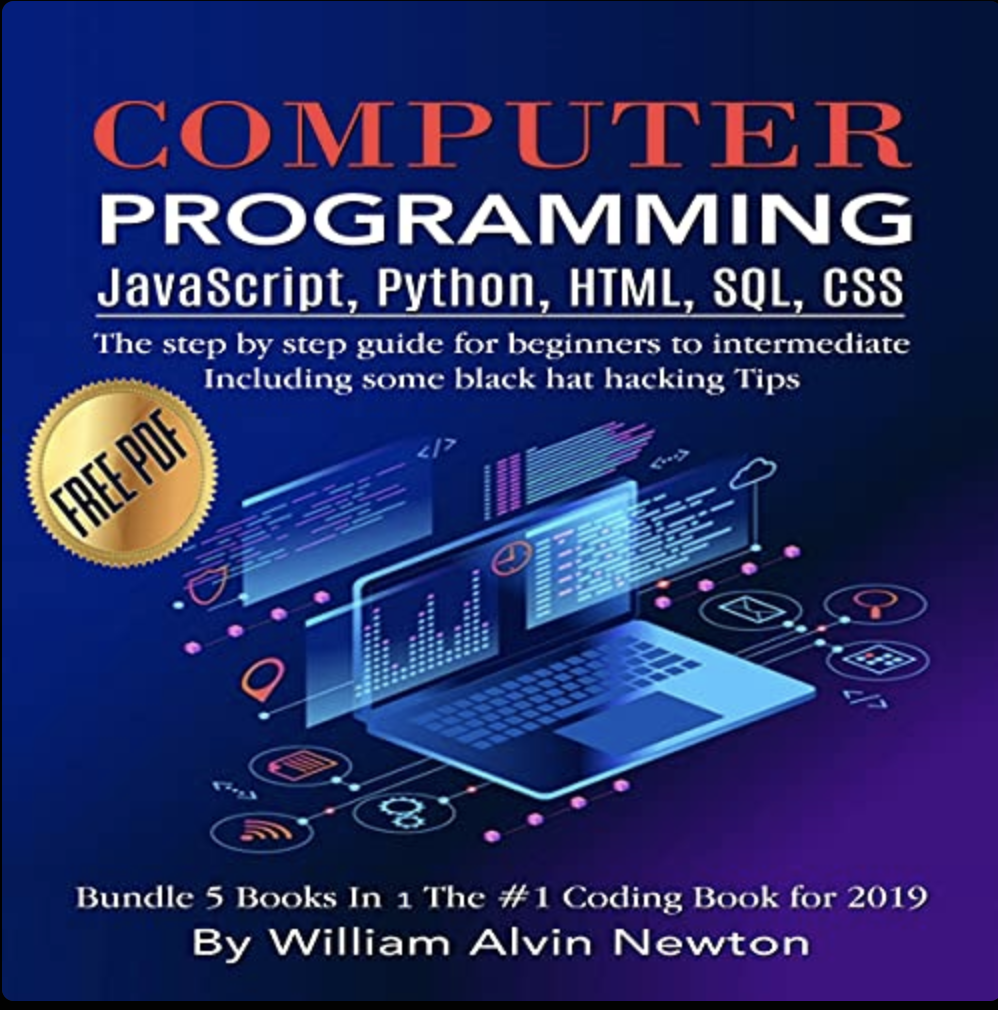 COMPUTER
PROGRAMMING
JavaScript, Python, HTML, SQL, CSS
The step by step guide for beginners to intermediate
Including some black hat hacking Tips
FREE PDF
</>
<···>
</>
<···>
Bundle 5 Books In 1 The #1 Coding Book for 2019
By William Alvin Newton